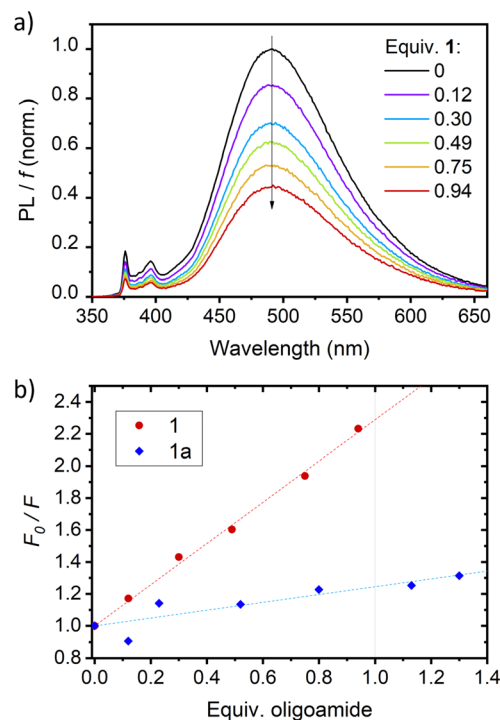 a)
Equiv. 1:
0
0.12
0.30
0.49
0.75
0.94
PL / f (norm.)
1.0
0.8
0.6
0.4
0.2
0.0
350 400 450 500 550 600 650
Wavelength (nm)
b)
1
1a
F0 / F
2.4
2.2
2.0
1.8
1.6
1.4
1.2
1.0
0.8
0.0 0.2 0.4 0.6 0.8 1.0 1.2 1.4
Equiv. oligoamide